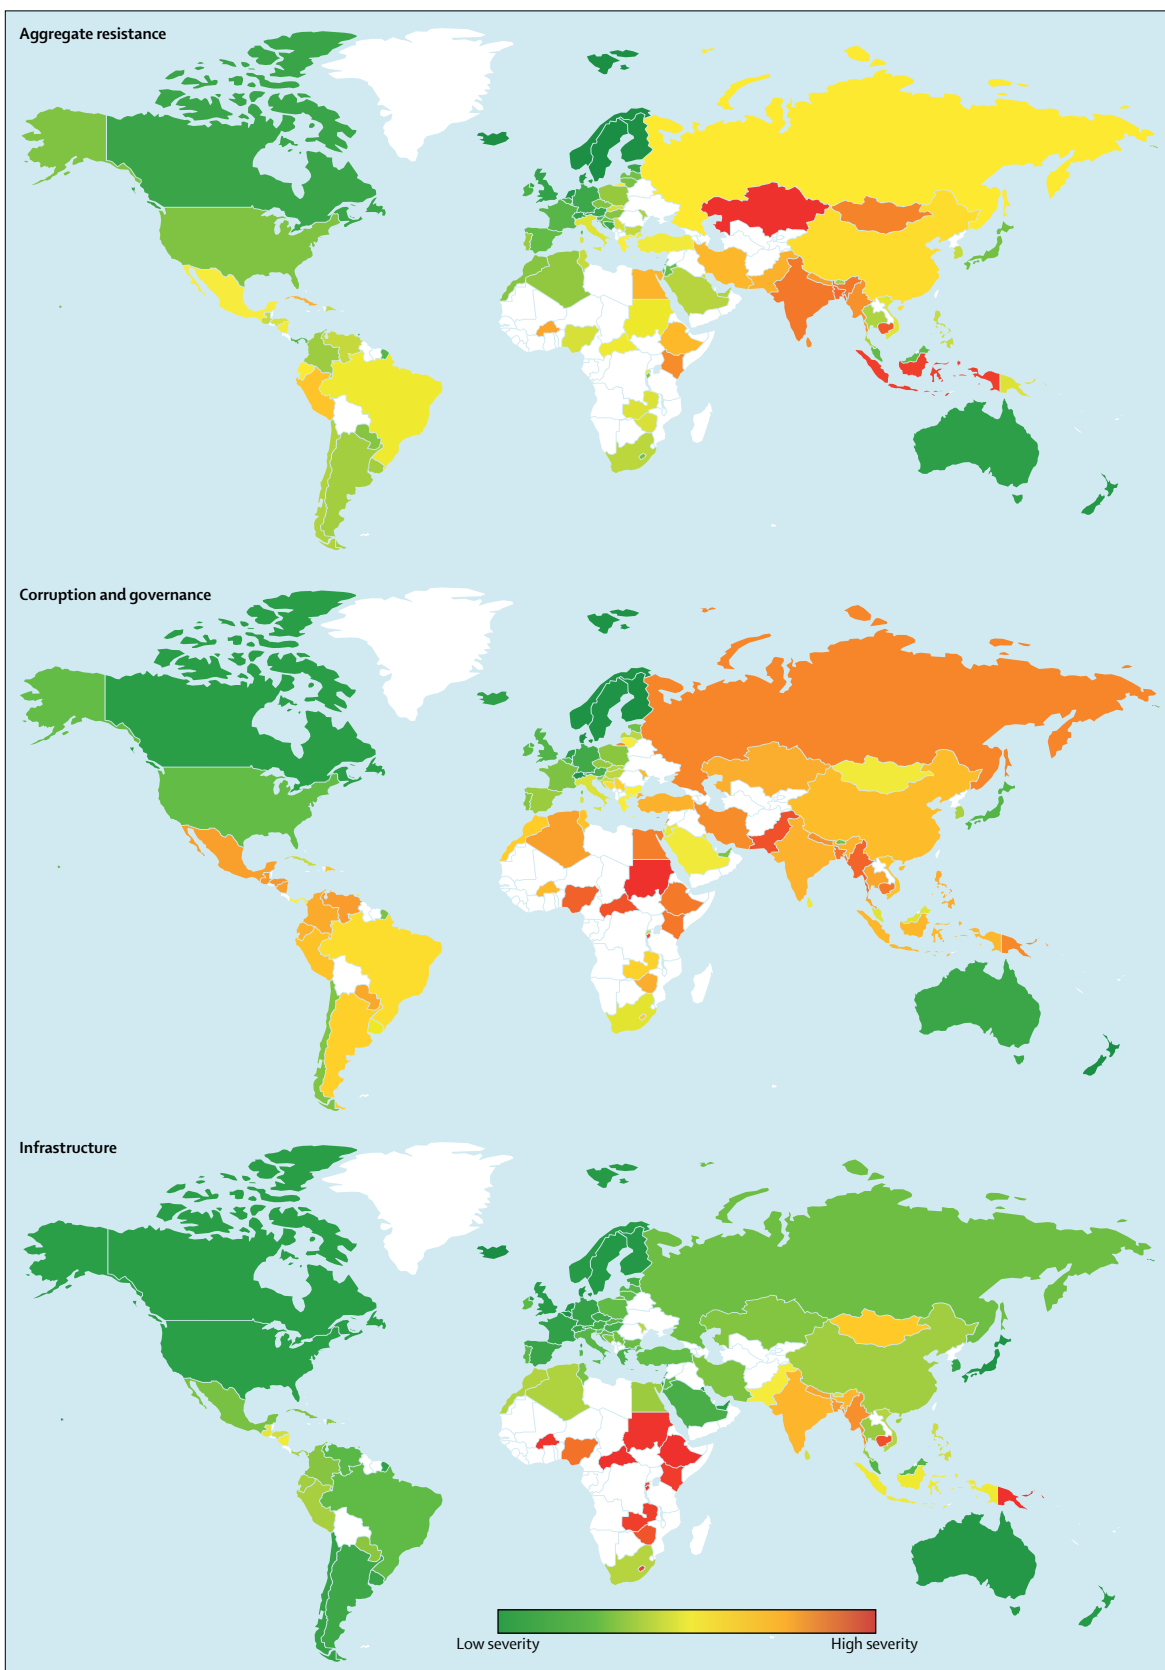 Aggregate resistance
Corruption and governance
Infrastructure
Low severity
High severity